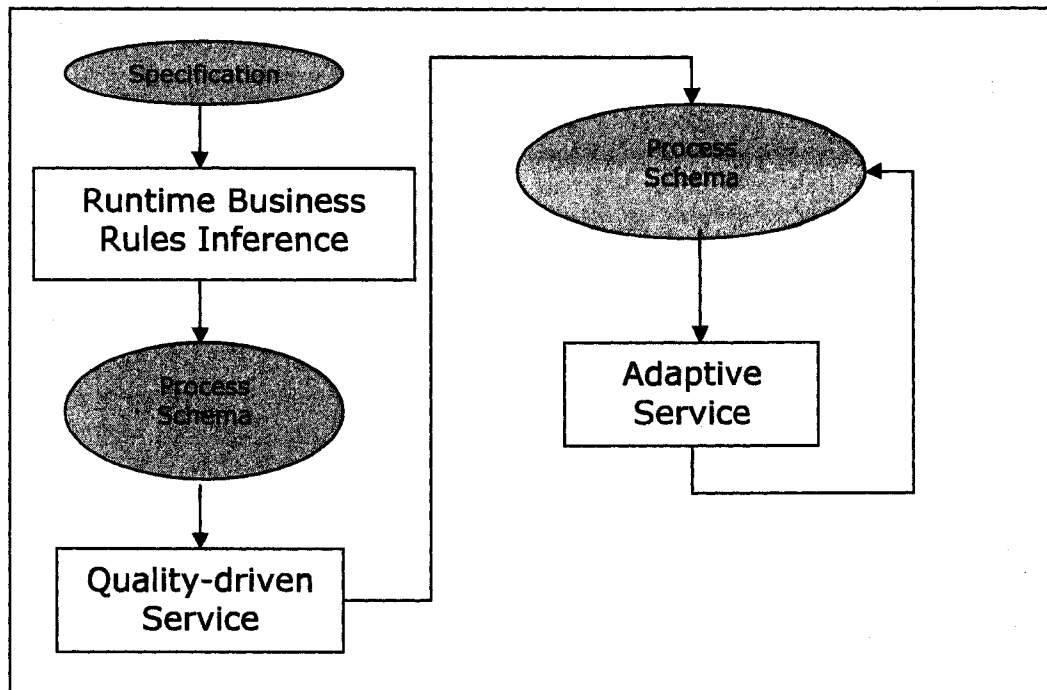 Specification
Runtime Business
Rules Inference
Process
Schema
Quality-driven
Service
Process
Schema
Adaptive
Service